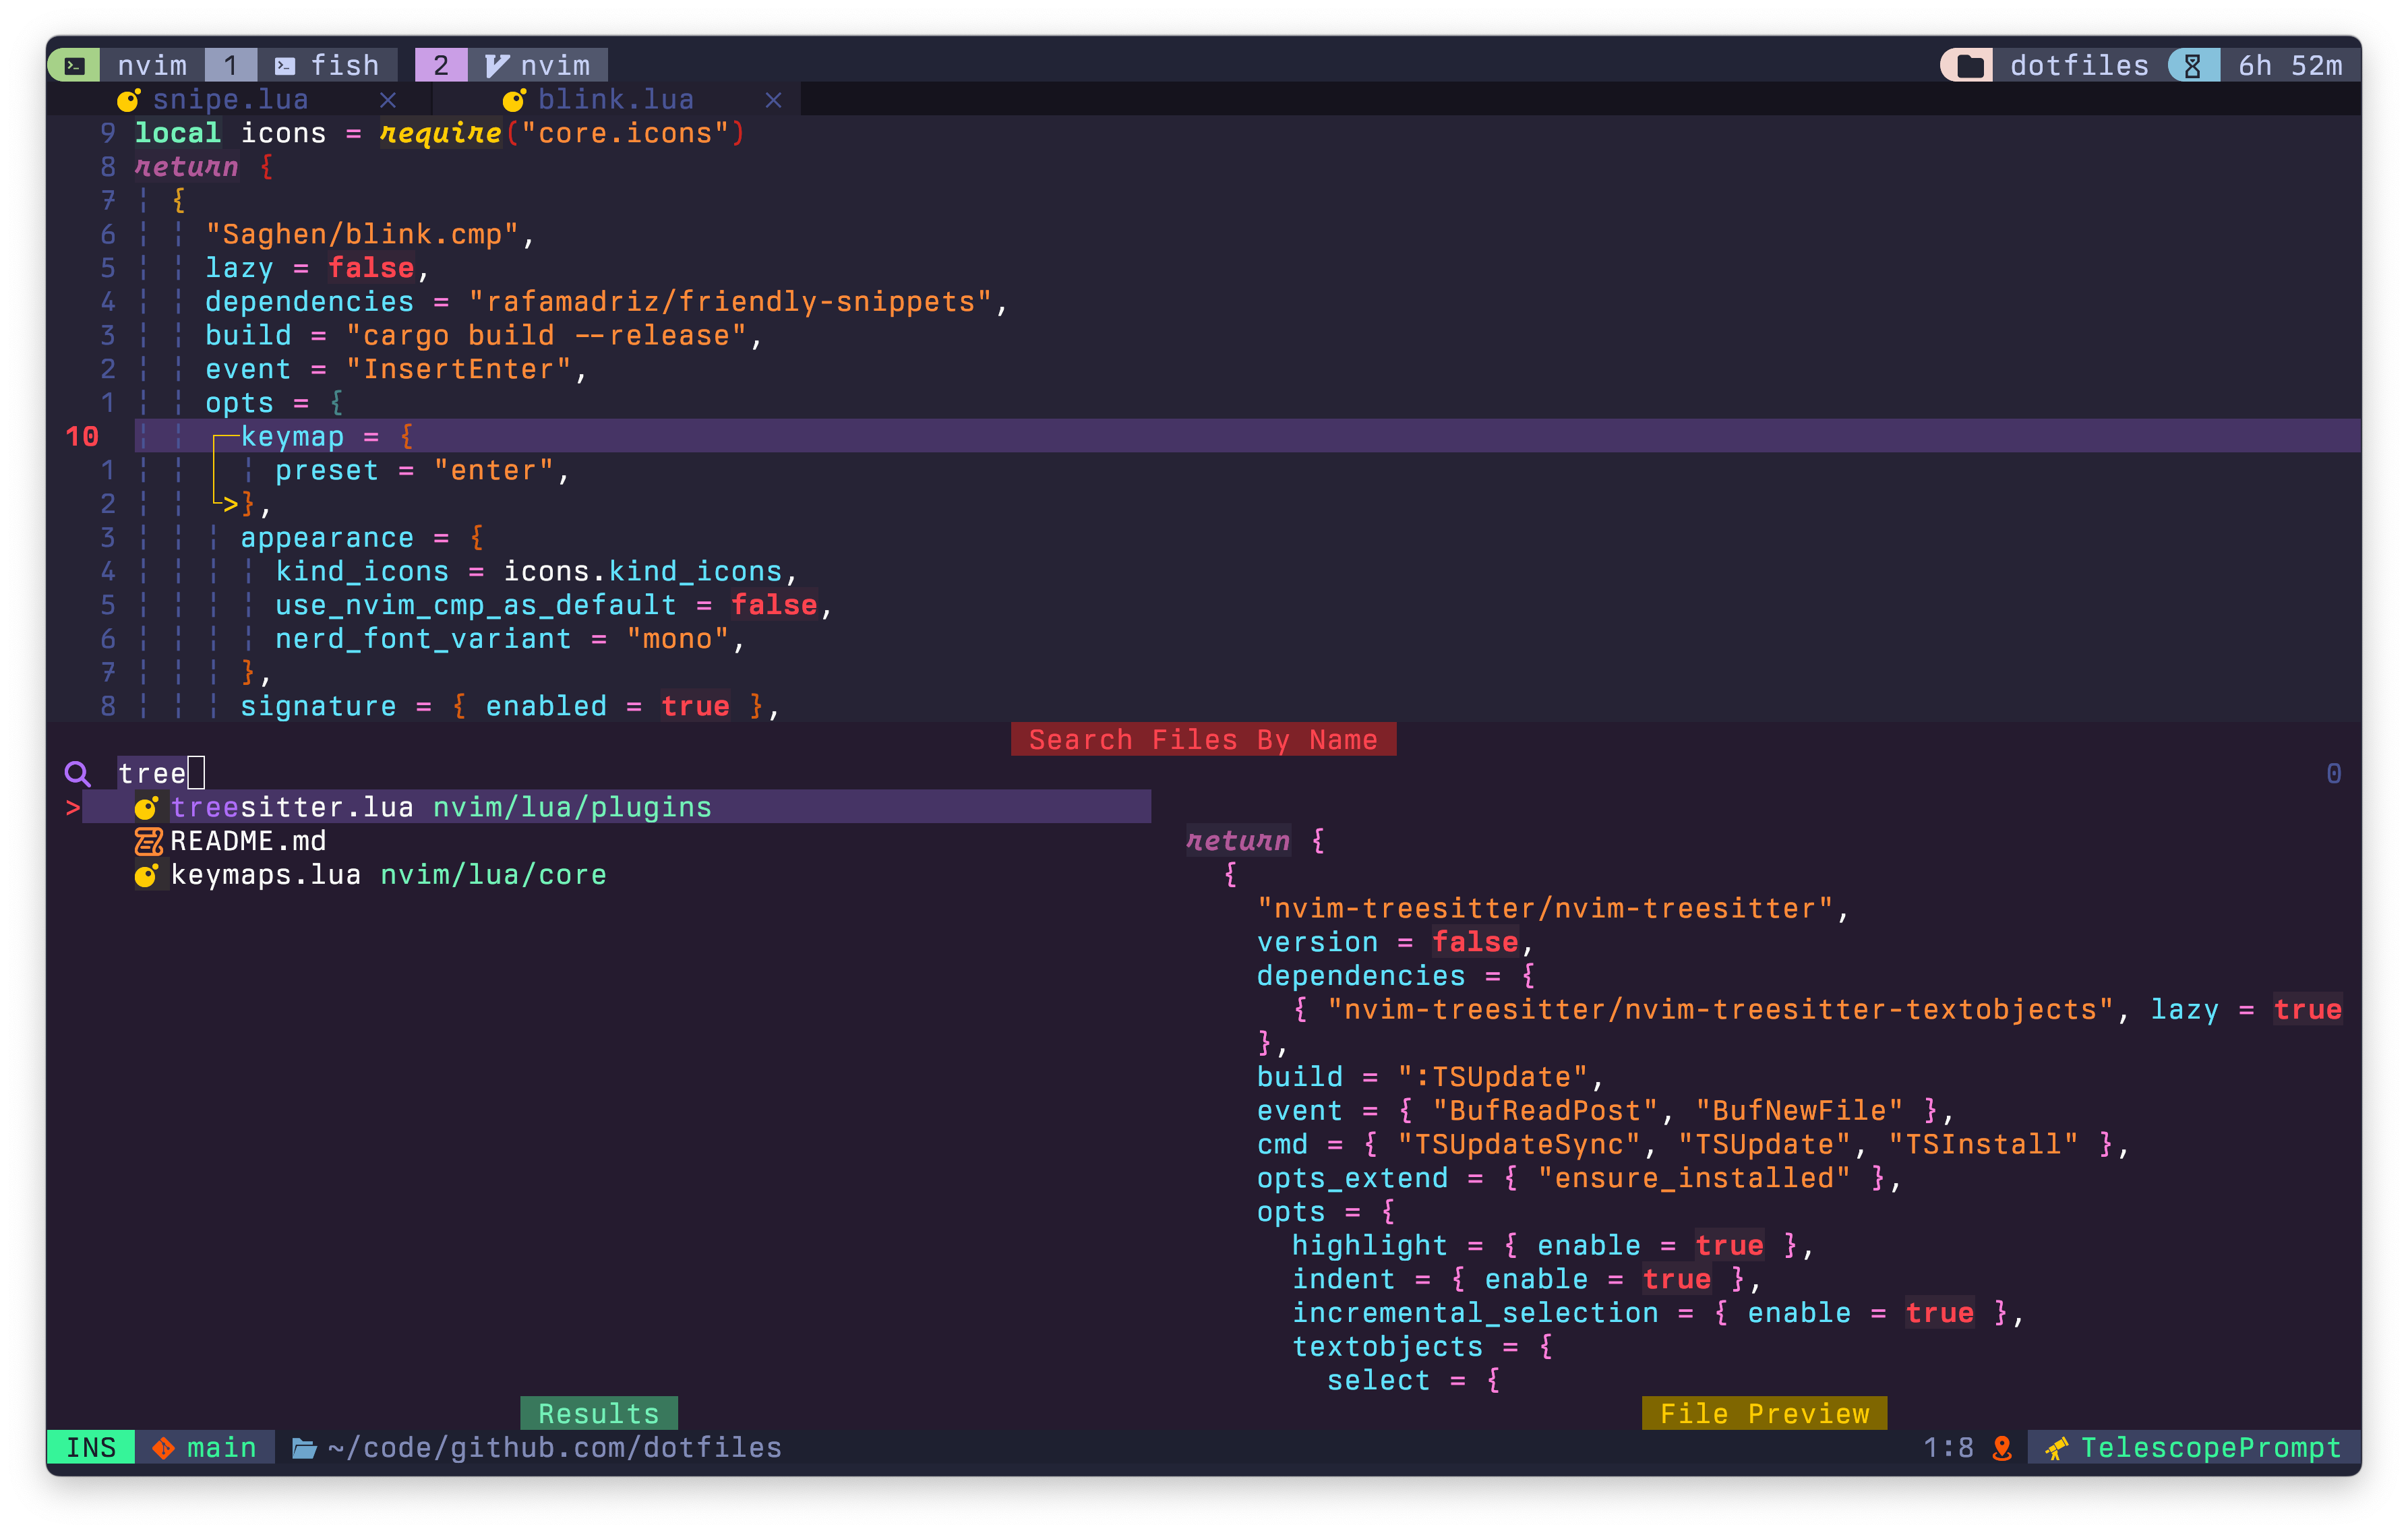 nvim 1 fish 2 nvim dotfiles 6h 52m
snipe.lua × blink.lua ×
9 local icons = require("core.icons")
8 return {
7 {
6 "Saghen/blink.cmp",
5 lazy = false,
4 dependencies = "rafamadriz/friendly-snippets",
3 build = "cargo build --release",
2 event = "InsertEnter",
1 opts = {
10 keymap = {
1 preset = "enter",
2 >},
3 appearance = {
4 kind_icons = icons.kind_icons,
5 use_nvim_cmp_as_default = false,
6 nerd_font_variant = "mono",
7 },
8 signature = { enabled = true },
Search Files By Name
tree 0
> treesitter.lua nvim/lua/plugins
README.md
keymaps.lua nvim/lua/core
return {
{
"nvim-treesitter/nvim-treesitter",
version = false,
dependencies = {
{ "nvim-treesitter/nvim-treesitter-textobjects", lazy = true
},
build = ":TSUpdate",
event = { "BufReadPost", "BufNewFile" },
cmd = { "TSUpdateSync", "TSUpdate", "TSInstall" },
opts_extend = { "ensure_installed" },
opts = {
highlight = { enable = true },
indent = { enable = true },
incremental_selection = { enable = true },
textobjects = {
select = {
Results File Preview
INS main ~/code/github.com/dotfiles 1:8 TelescopePrompt